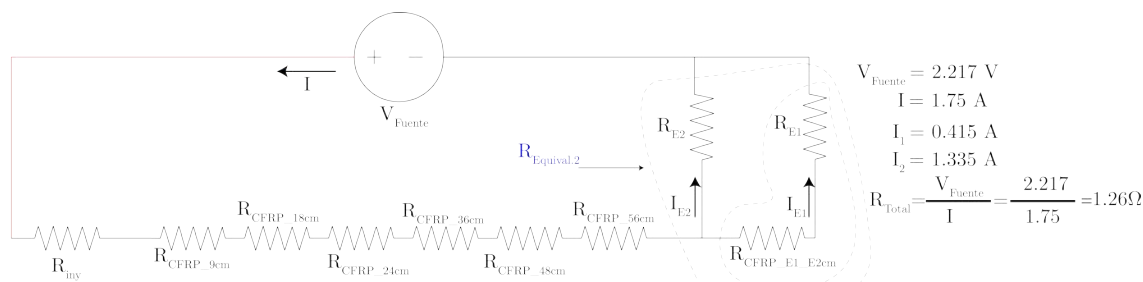 + −
I
V_Fuente
R_E2
R_E1
R_Equival.2
I_E2
I_E1
R_iny
R_CFRP_9cm
R_CFRP_18cm
R_CFRP_24cm
R_CFRP_36cm
R_CFRP_48cm
R_CFRP_56cm
R_CFRP_E1_E2cm
V_Fuente = 2.217 V
I = 1.75 A
I_1 = 0.415 A
I_2 = 1.335 A
R_Total = V_Fuente / I = 2.217 / 1.75 = 1.26Ω